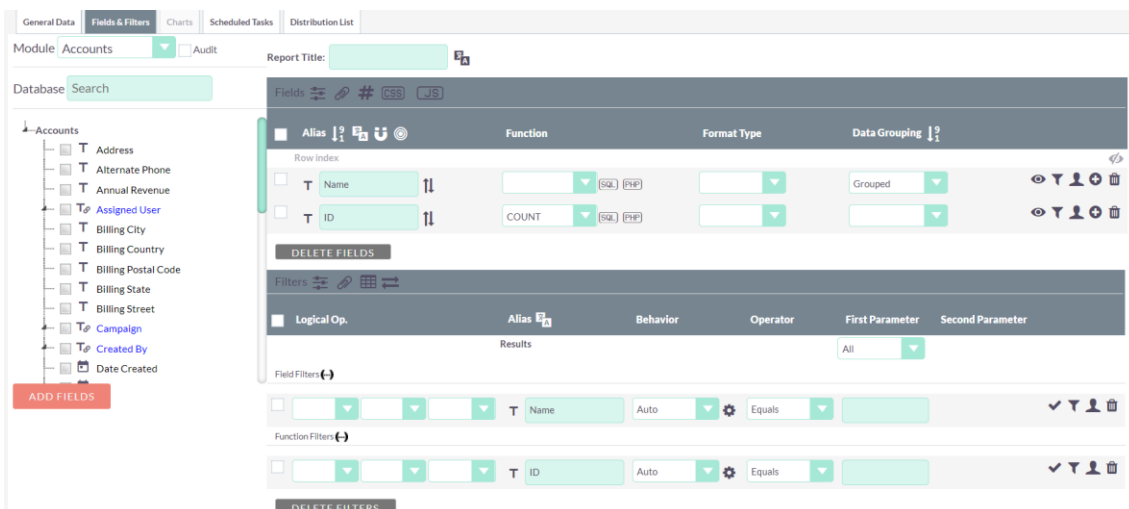 General Data Fields & Filters Charts Scheduled Tasks Distribution List
Module Accounts Audit
Report Title:
Database Search
Fields CSS JS
Accounts
Address
Alternate Phone
Annual Revenue
Assigned User
Billing City
Billing Country
Billing Postal Code
Billing State
Billing Street
Campaign
Created By
Date Created
ADD FIELDS
Alias Function Format Type Data Grouping
Row index
T Name SQL PHP Grouped
T ID COUNT SQL PHP
DELETE FIELDS
Filters
Logical Op. Alias Behavior Operator First Parameter Second Parameter
Results All
Field Filters (--)
T Name Auto Equals
Function Filters (--)
T ID Auto Equals
DELETE FILTERS